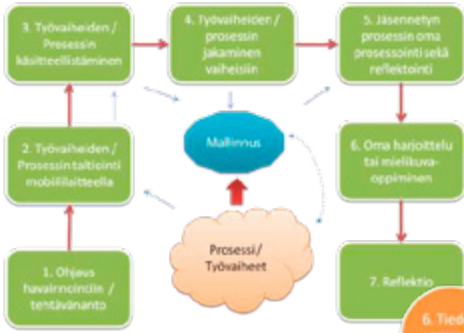 3. Työvaiheiden /
Prosessin
käsitteellistäminen
4. Työvaiheiden /
prosessin
jakaminen
vaiheisiin
5. Jäsennetyn
prosessin oma
prosessointi sekä
reflektointi
2. Työvaiheiden /
Prosessin taltiointi
mobiililaitteella
Mallinnus
6. Oma harjoittelu
tai mielikuva-
oppiminen
1. Ohjaus
havainnointiin /
tehtävänanto
Prosessi/
Työvaiheet
7. Reflektio
6. Tied